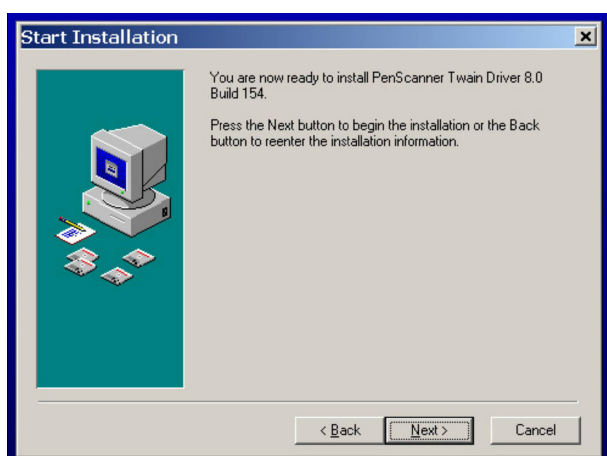 Start Installation
You are now ready to install PenScanner Twain Driver 8.0
Build 154.
Press the Next button to begin the installation or the Back
button to reenter the installation information.
< Back
Next >
Cancel